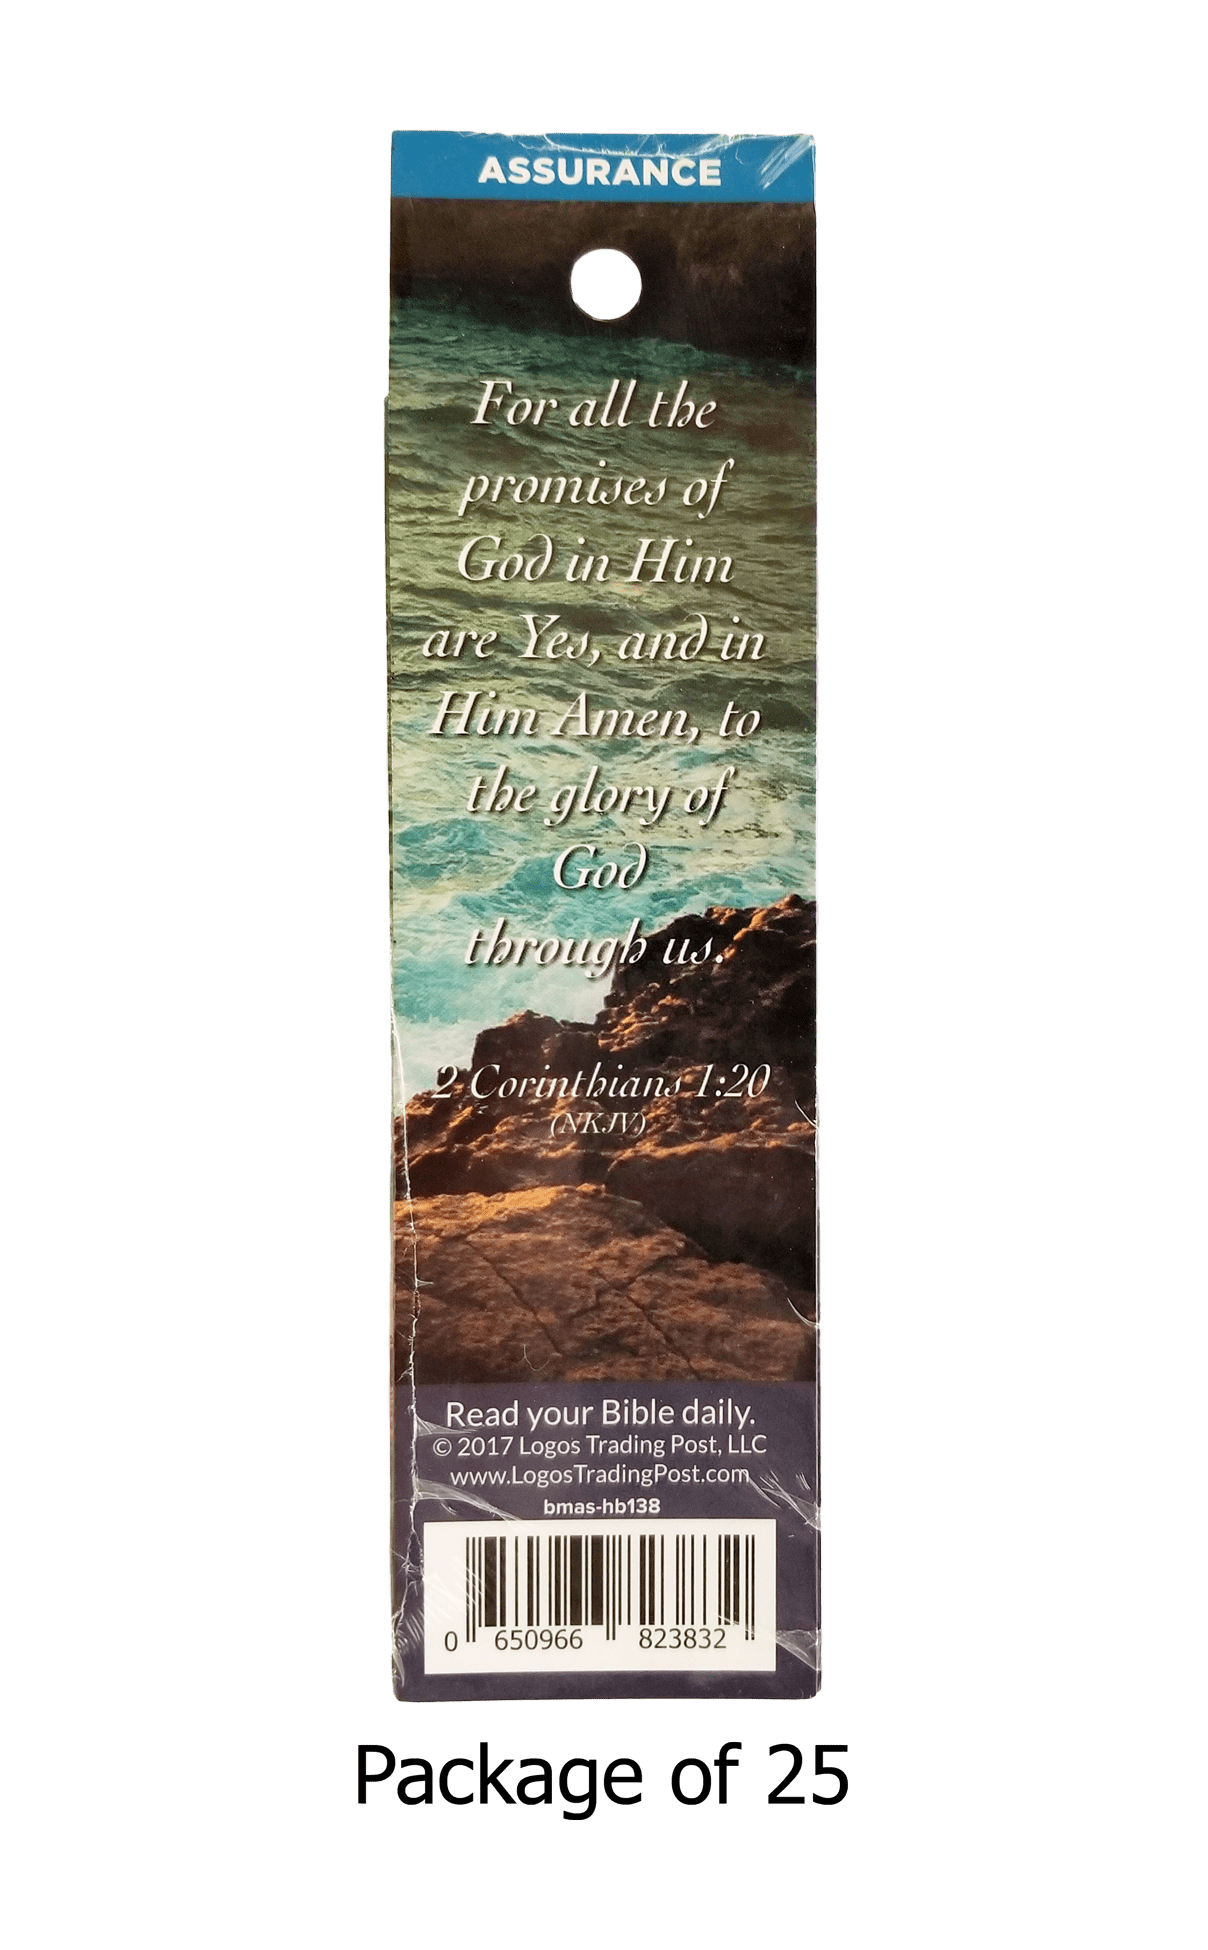 ASSURANCE
For all the
promises of
God in Him
are Yes, and in
Him Amen, to
the glory of
God
through us.
2 Corinthians 1:20
(NKJV)
Read your Bible daily.
© 2017 Logos Trading Post, LLC
www.LogosTradingPost.com
bmas-hb138
0 650966 823832
Package of 25